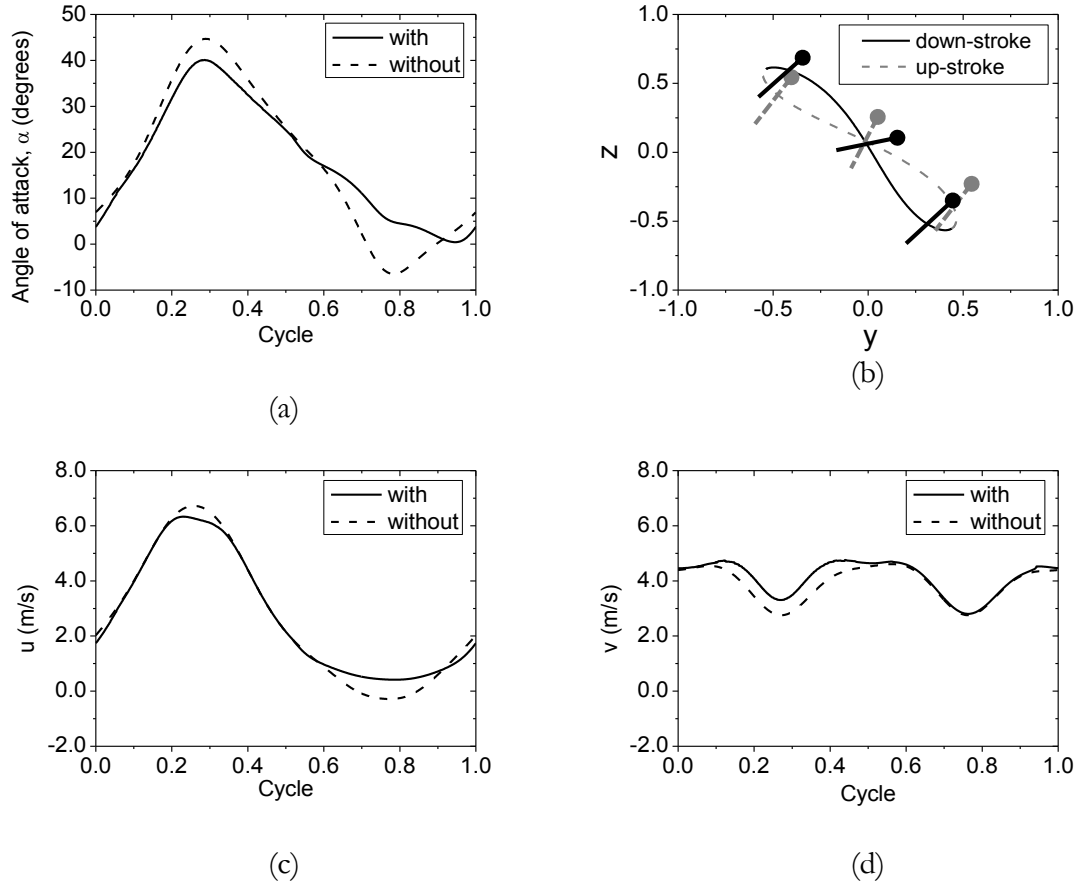 50
40
30
20
10
0
-10
Angle of attack, α (degrees)
with
without
0.0 0.2 0.4 0.6 0.8 1.0
Cycle
(a)
1.0
0.5
0.0
-0.5
-1.0
z
down-stroke
up-stroke
-1.0 -0.5 0.0 0.5 1.0
y
(b)
8.0
6.0
4.0
2.0
0.0
-2.0
u (m/s)
with
without
0.0 0.2 0.4 0.6 0.8 1.0
Cycle
(c)
8.0
6.0
4.0
2.0
0.0
-2.0
v (m/s)
with
without
0.0 0.2 0.4 0.6 0.8 1.0
Cycle
(d)